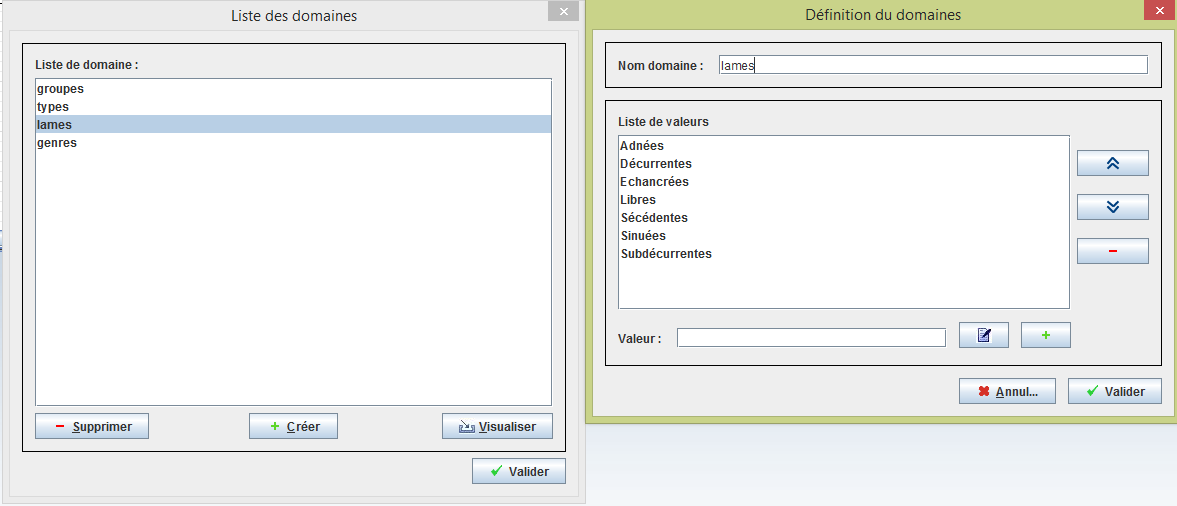 Liste des domaines
Liste de domaine :
groupes
types
lames
genres
Supprimer
Créer
Visualiser
Valider
Définition du domaines
Nom domaine :
lames
Liste de valeurs
Adnées
Décurrentes
Echancrées
Libres
Sécédentes
Sinuées
Subdécurrentes
Valeur :
Annul...
Valider